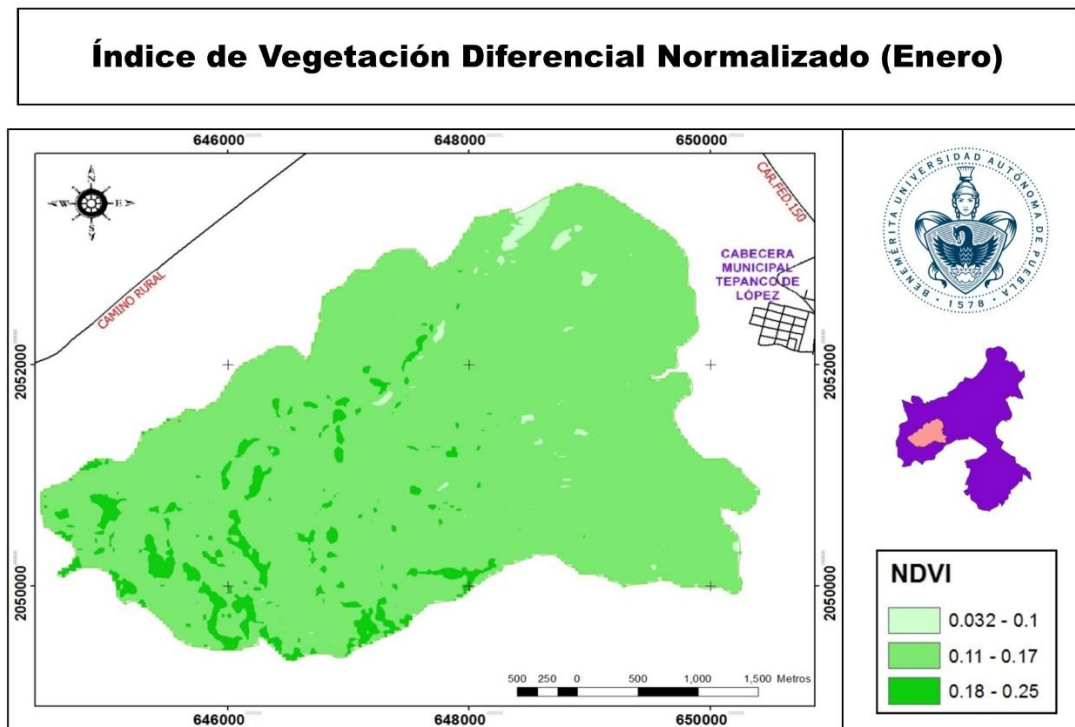 Índice de Vegetación Diferencial Normalizado (Enero)
646000
648000
650000
N
W
E
S
CAMINO RURAL
CAR.FED.150
CABECERA
MUNICIPAL
TEPANCO DE
LÓPEZ
2052000
2052000
2050000
2050000
500 250 0 500 1,000 1,500 Metros
646000
648000
650000
BENEMÉRITA UNIVERSIDAD AUTÓNOMA DE PUEBLA
• 1578 •
NDVI
0.032 - 0.1
0.11 - 0.17
0.18 - 0.25